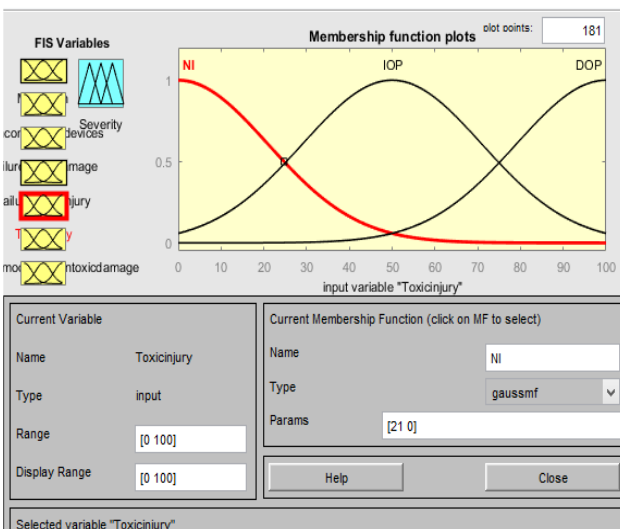 FIS Variables
Membership function plots
plot points:
181
Severity
devices
mage
jury
ntoxicdamage
NI
IOP
DOP
1
0.5
0
0 10 20 30 40 50 60 70 80 90 100
input variable "Toxicinjury"
Current Variable
Name Toxicinjury
Type input
Range [0 100]
Display Range [0 100]
Current Membership Function (click on MF to select)
Name NI
Type gaussmf
Params [21 0]
Help Close
Selected variable "Toxicinjury"